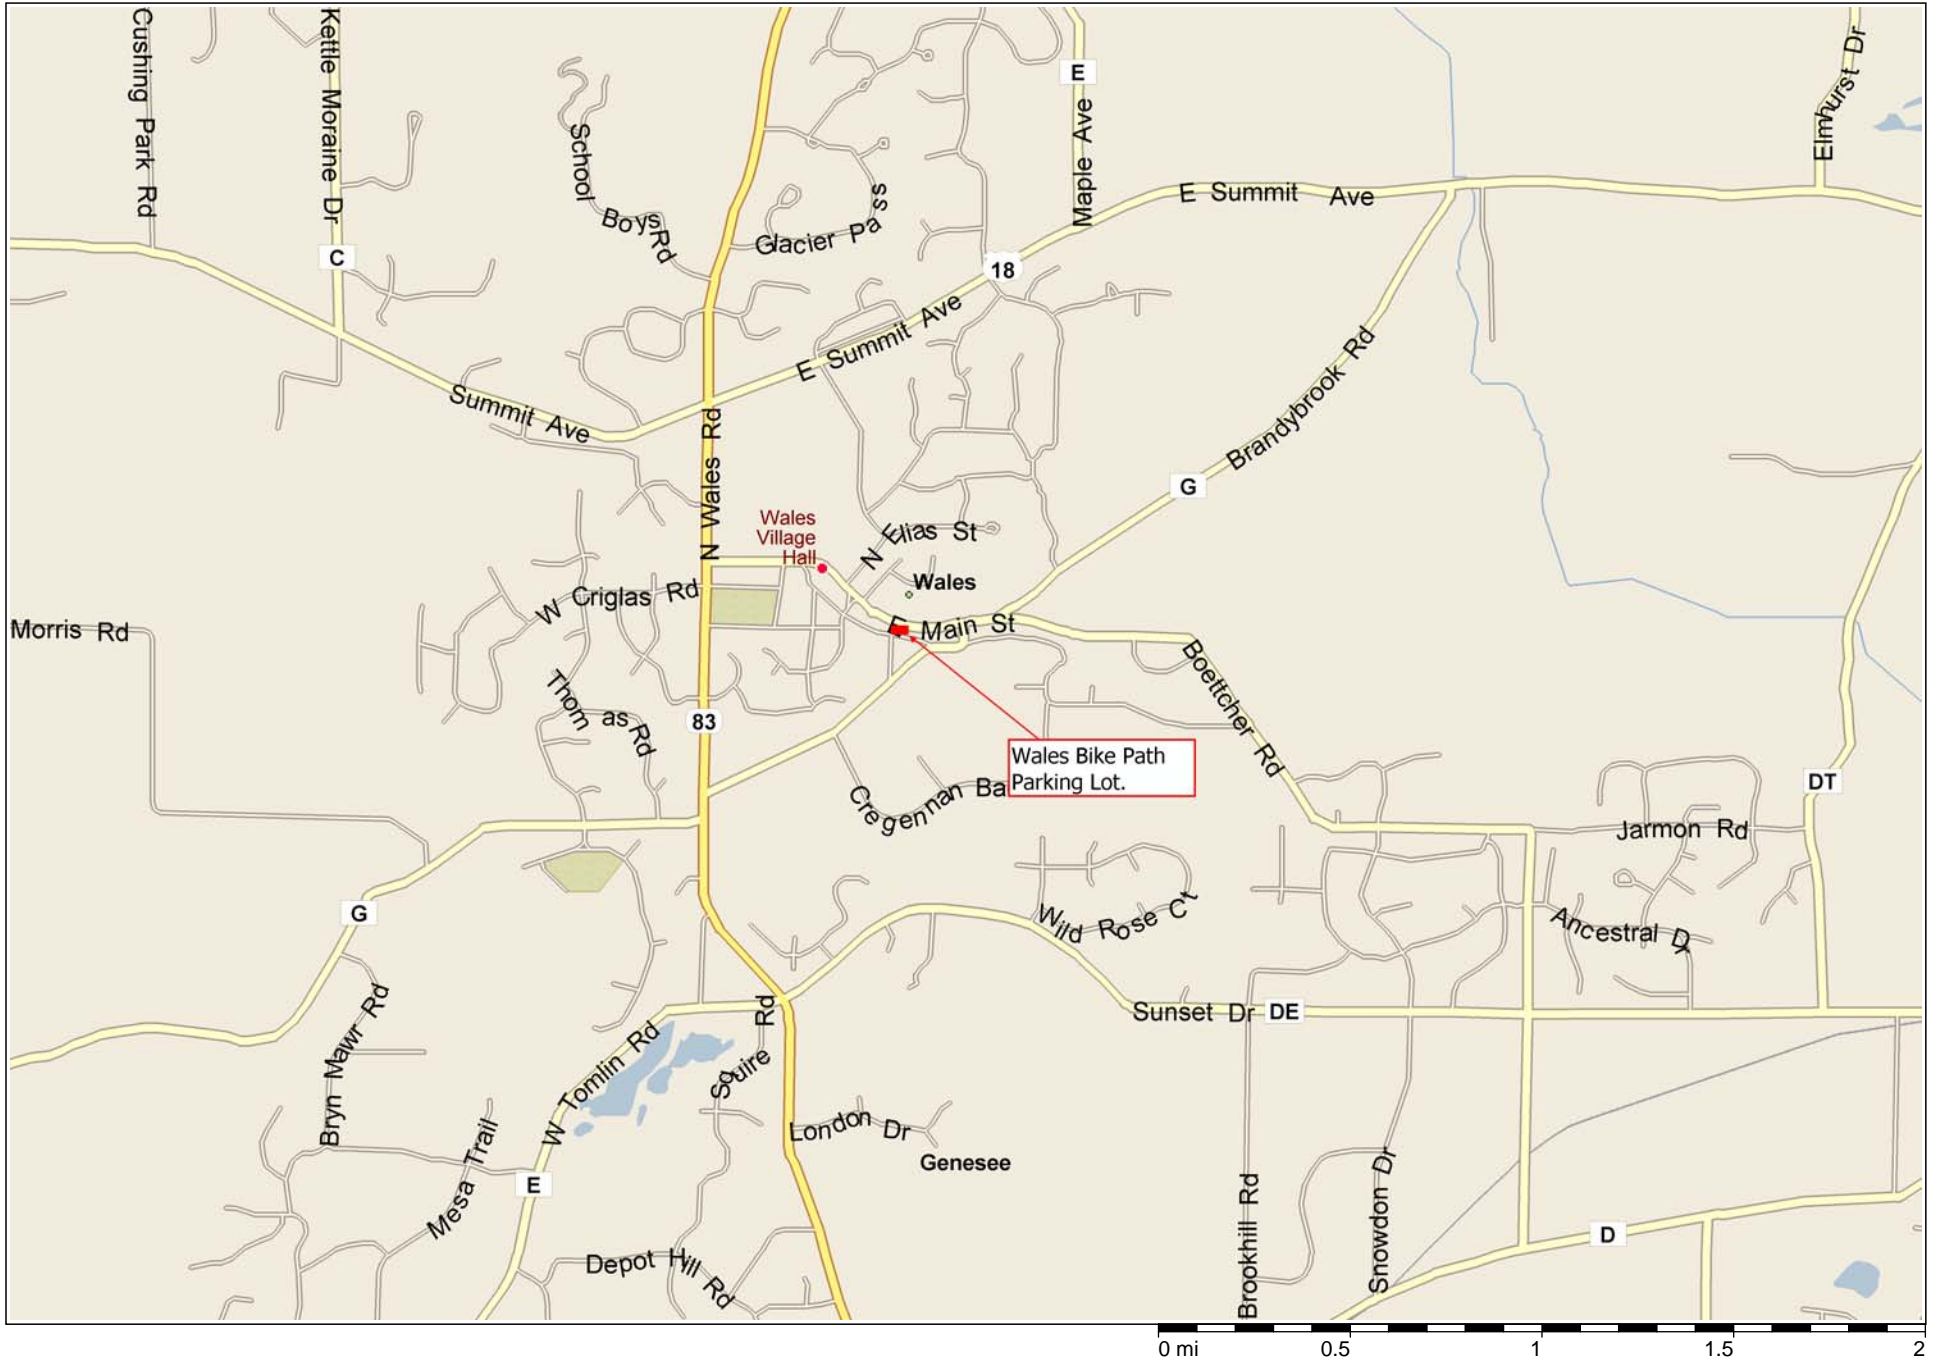 Cushing Park Rd
Kettle Moraine Dr
C
School Boys Rd
Glacier Pass
E
Maple Ave
E Summit Ave
Elmhurst Dr
18
E Summit Ave
Summit Ave
N Wales Rd
Brandybrook Rd
G
Wales
Village
Hall
N Elias St
Wales
W Criglas Rd
Morris Rd
E Main St
Boettcher Rd
Thomas Rd
83
Wales Bike Path
Parking Lot.
Cregennan Ba
DT
Jarmon Rd
G
Wild Rose Ct
Ancestral Dr
Bryn Mawr Rd
W Tomlin Rd
Squire Rd
Sunset Dr
DE
London Dr
Genesee
Mesa Trail
E
Depot Hill Rd
Brookhill Rd
Snowdon Dr
D
0 mi 0.5 1 1.5 2